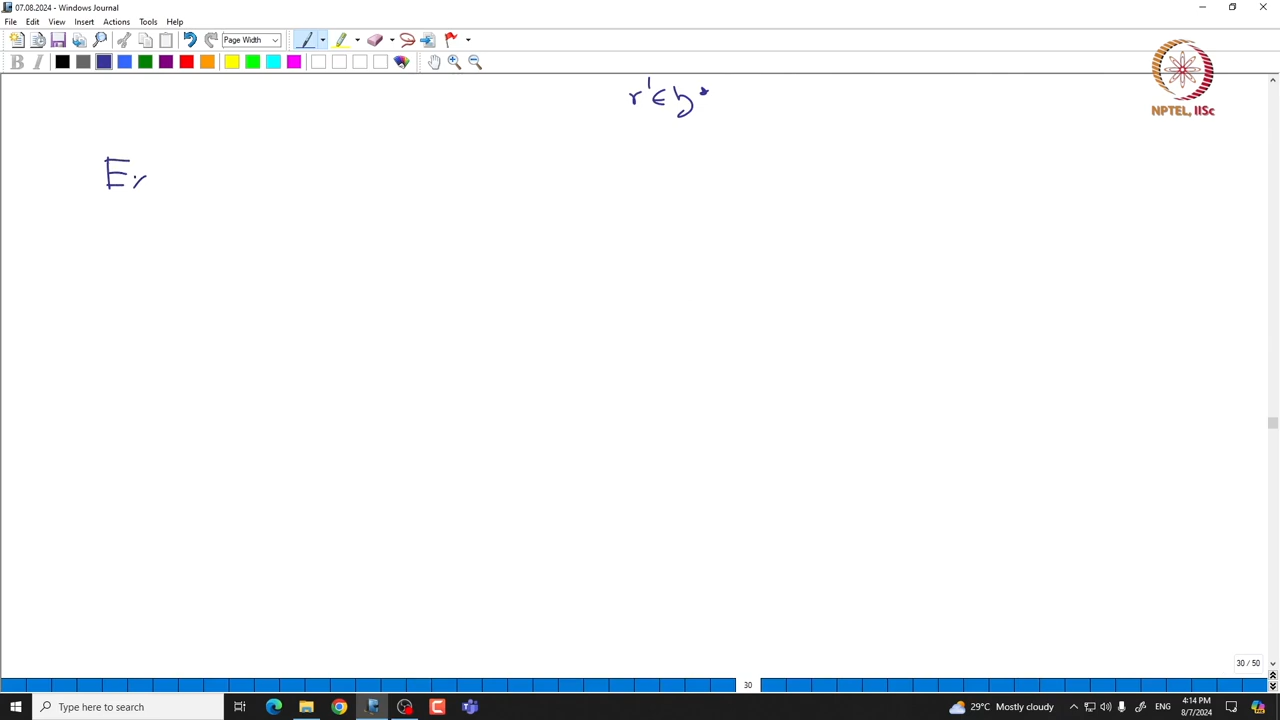 07.08.2024 - Windows Journal
File Edit View Insert Actions Tools Help
Page Width
B I
NPTEL, IISc
Ex
30 / 50
30
Type here to search
29°C Mostly cloudy
ENG
4:14 PM
8/7/2024